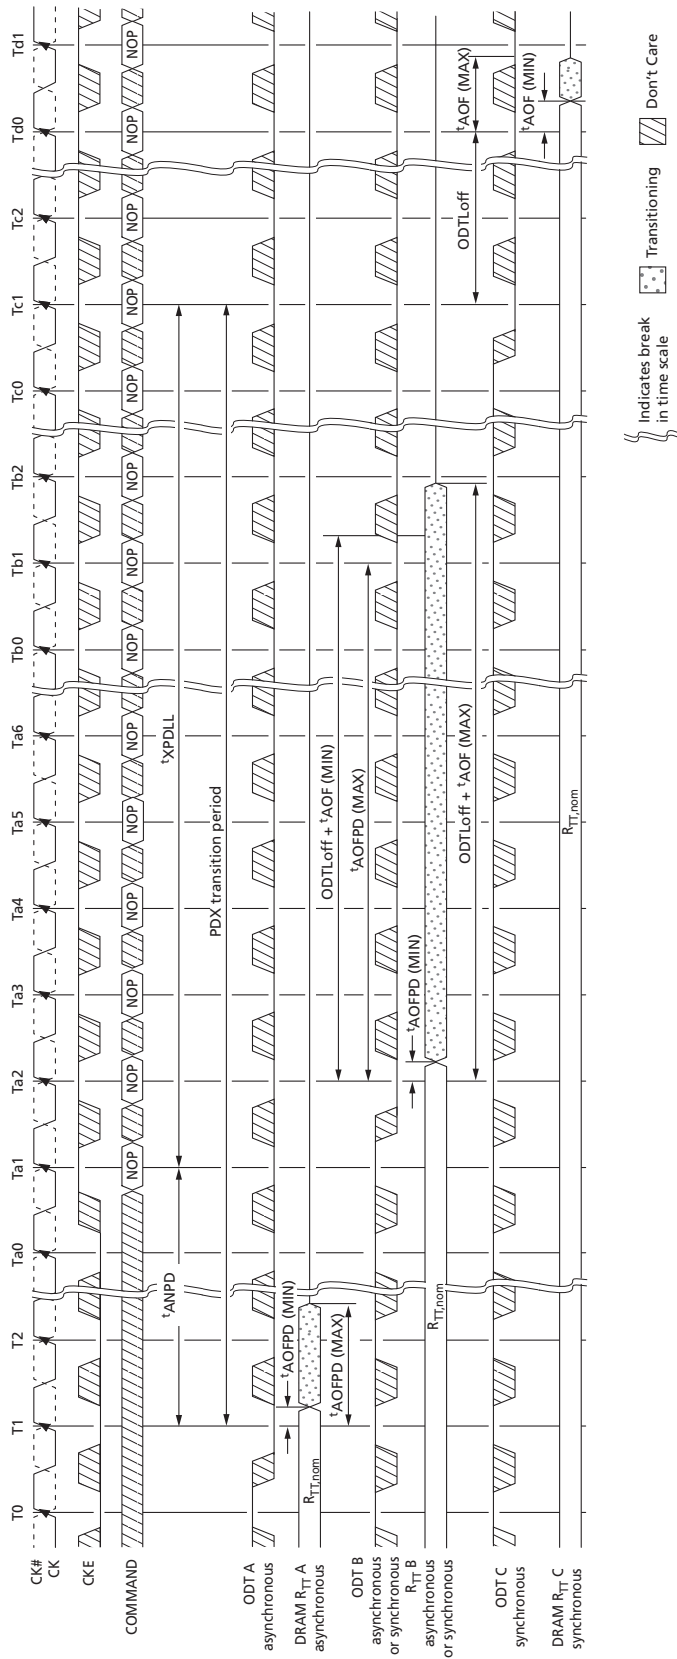 T0 T1 T2 Ta0 Ta1 Ta2 Ta3 Ta4 Ta5 Ta6 Tb0 Tb1 Tb2 Tc0 Tc1 Tc2 Td0 Td1
CK#
CK
CKE
COMMAND
NOP NOP NOP NOP NOP NOP NOP NOP NOP NOP NOP NOP NOP NOP
tANPD
tXPDLL
PDX transition period
ODT A
asynchronous
tAOFPD (MIN)
DRAM RTT A
asynchronous
RTT,nom
tAOFPD (MAX)
ODTLoff + tAOF (MIN)
tAOFPD (MAX)
ODT B
asynchronous
or synchronous
tAOFPD (MIN)
RTT B
asynchronous
or synchronous
RTT,nom
ODTLoff + tAOF (MAX)
ODTLoff
tAOF (MAX)
ODT C
synchronous
tAOF (MIN)
DRAM RTT C
synchronous
RTT,nom
Indicates break
in time scale
Transitioning
Don't Care